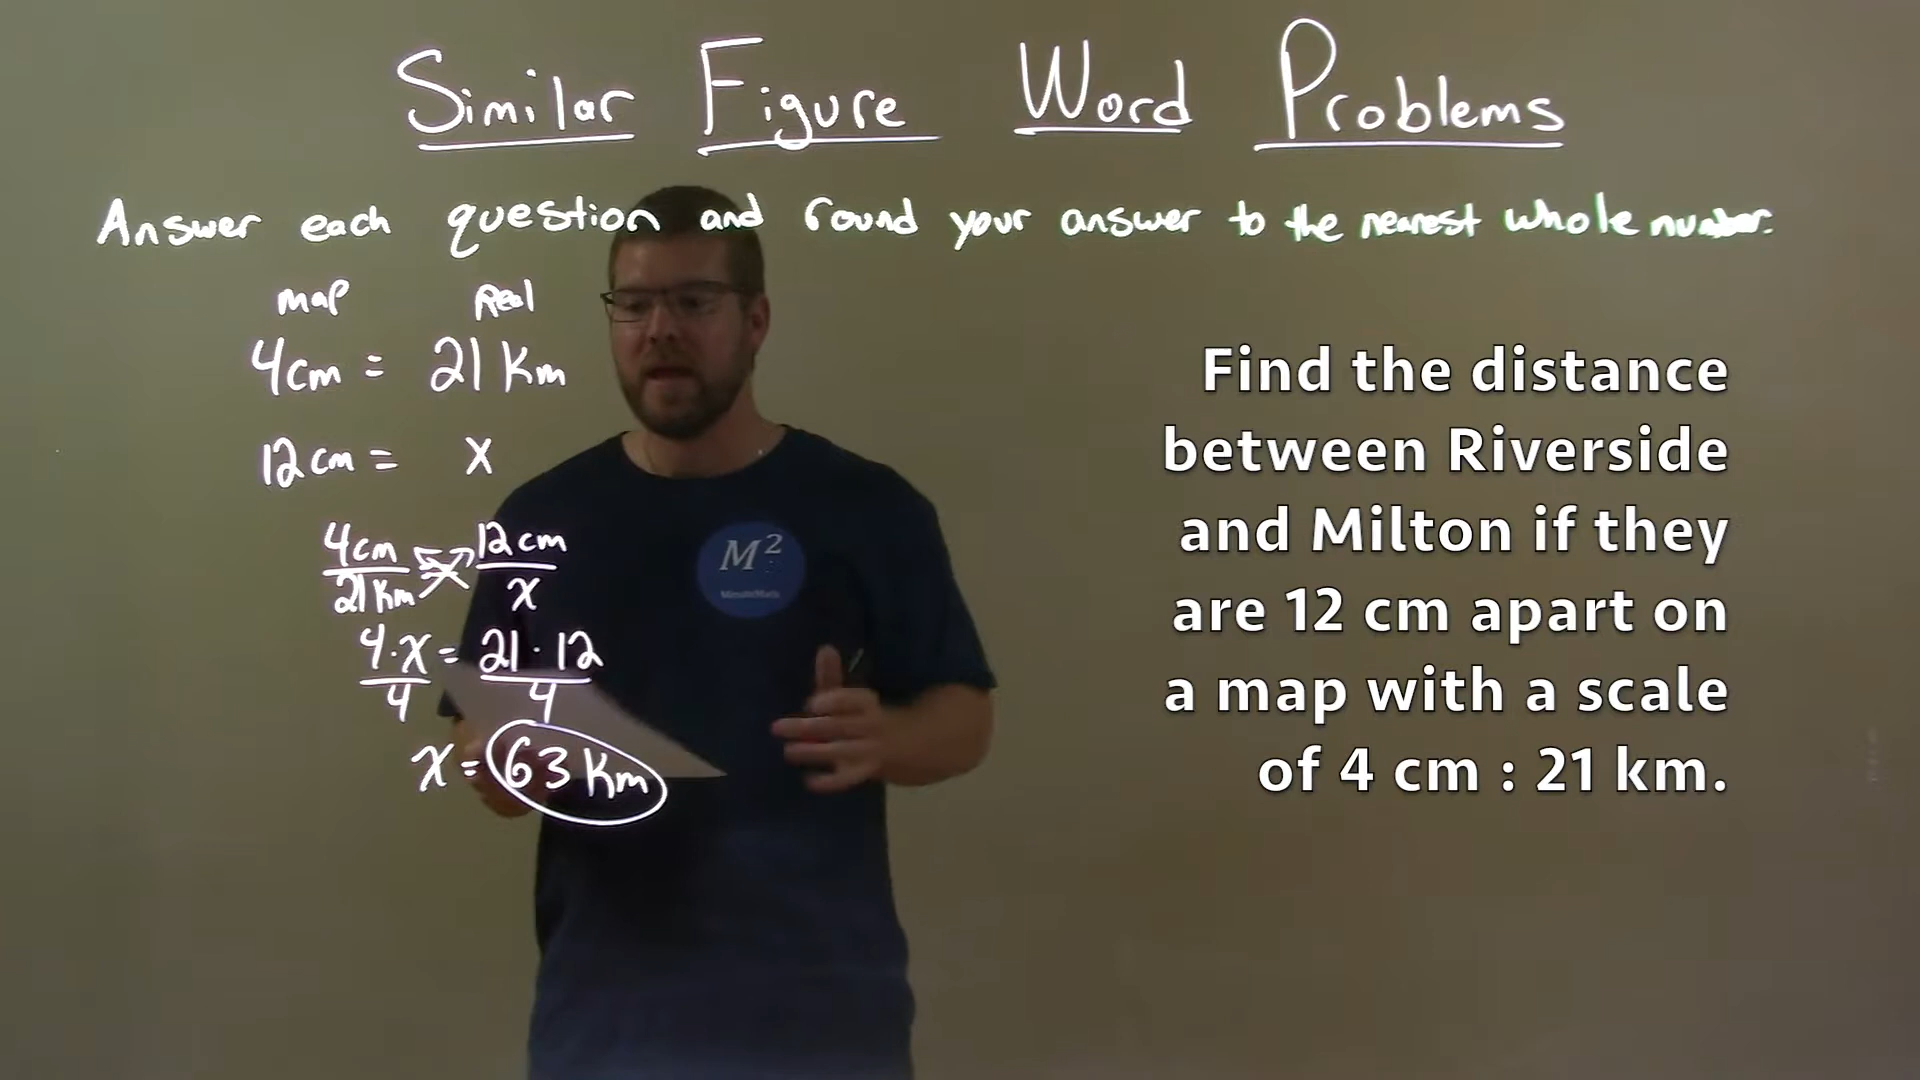 Similar Figure Word Problems
Answer each question and round your answer to the nearest whole number.
map Real
4cm = 21 Km
12cm = x
4cm 12cm
21Km x
4·x = 21·12
4 4
x = 63 Km
M²
MinuteMath
Find the distance
between Riverside
and Milton if they
are 12 cm apart on
a map with a scale
of 4 cm : 21 km.